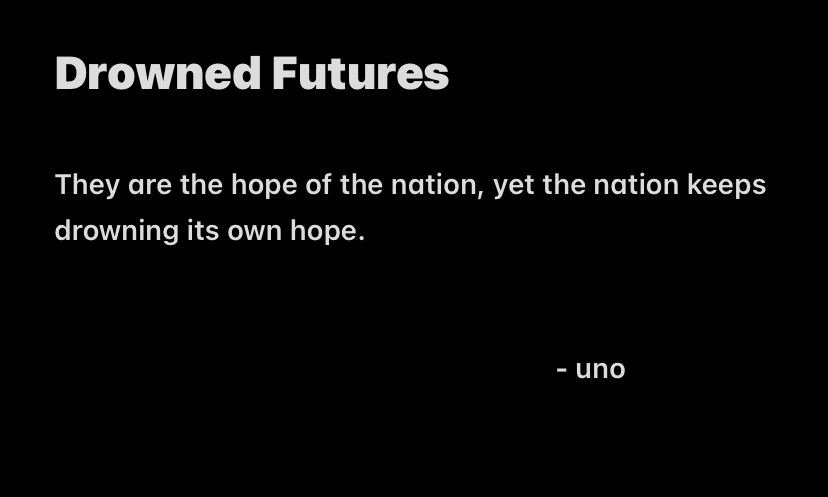 Drowned Futures
They are the hope of the nation, yet the nation keeps
drowning its own hope.
- uno